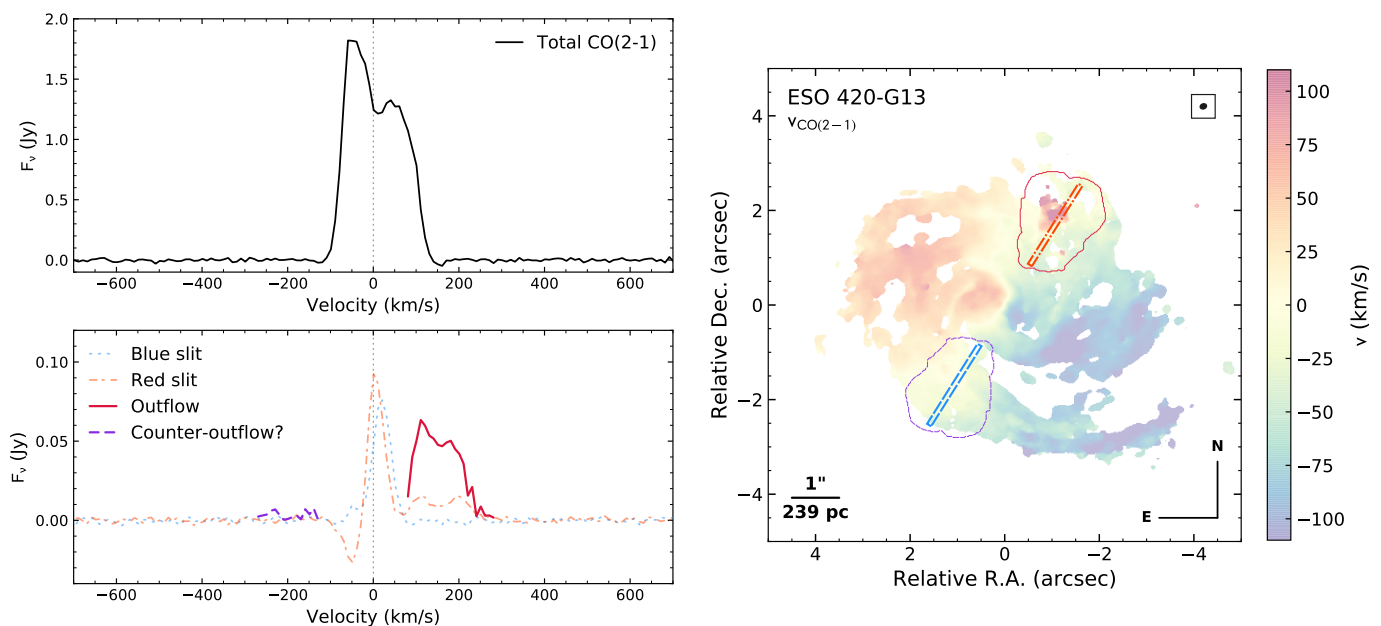 2.0
1.5
1.0
0.5
0.0
F_ν (Jy)
Total CO(2-1)
−600 −400 −200 0 200 400 600
Velocity (km/s)
0.10
0.05
0.00
F_ν (Jy)
Blue slit
Red slit
Outflow
Counter-outflow?
−600 −400 −200 0 200 400 600
Velocity (km/s)
ESO 420-G13
v_CO(2−1)
4
2
0
−2
−4
Relative Dec. (arcsec)
1"
239 pc
N
E
4 2 0 −2 −4
Relative R.A. (arcsec)
100
75
50
25
0
−25
−50
−75
−100
v (km/s)